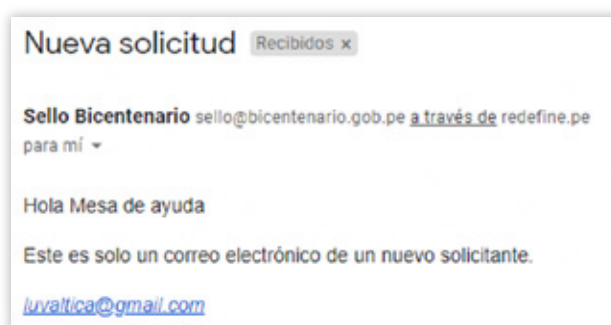 Nueva solicitud Recibidos x
Sello Bicentenario sello@bicentenario.gob.pe a través de redefine.pe
para mí
Hola Mesa de ayuda
Este es solo un correo electrónico de un nuevo solicitante.
luvaltica@gmail.com